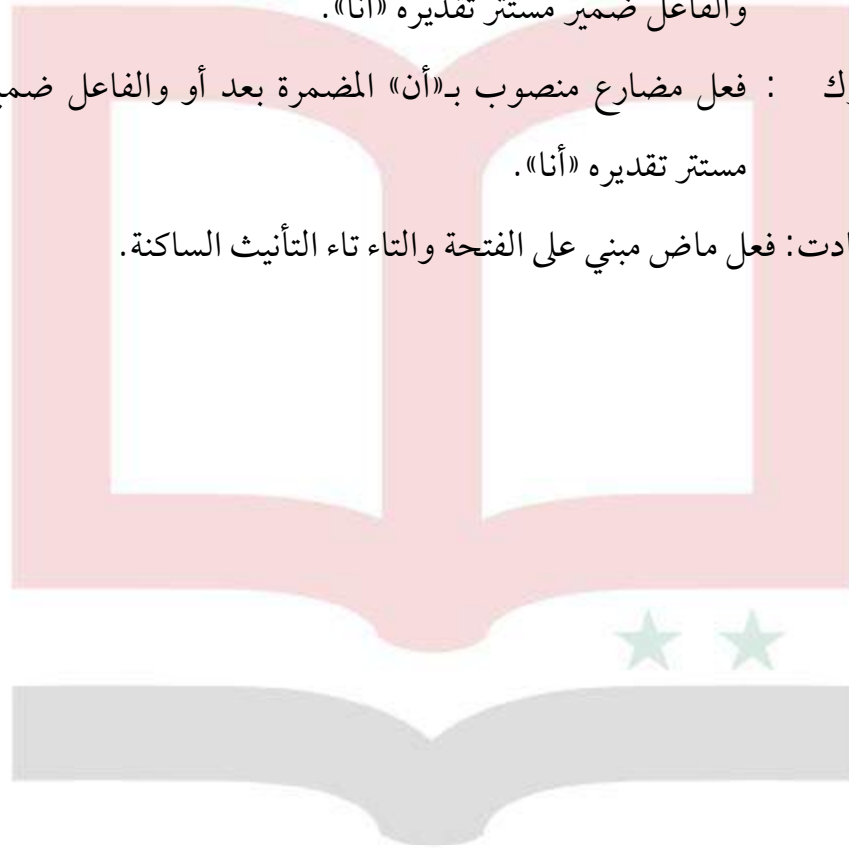 والفاعل ضمير مستتر تقديره «أنا».
: فعل مضارع منصوب بـ«أن» المضمرة بعد أو والفاعل
مستتر تقديره «أنا».
: فعل ماض مبني على الفتحة والتاء تاء التأنيث الساكنة.